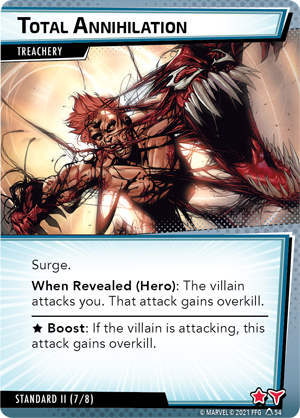 TOTAL ANNIHILATION
TREACHERY
Surge.
When Revealed (Hero): The villain
attacks you. That attack gains overkill.
★ Boost: If the villain is attacking, this
attack gains overkill.
STANDARD II (7/8)
© MARVEL © 2021 FFG 54